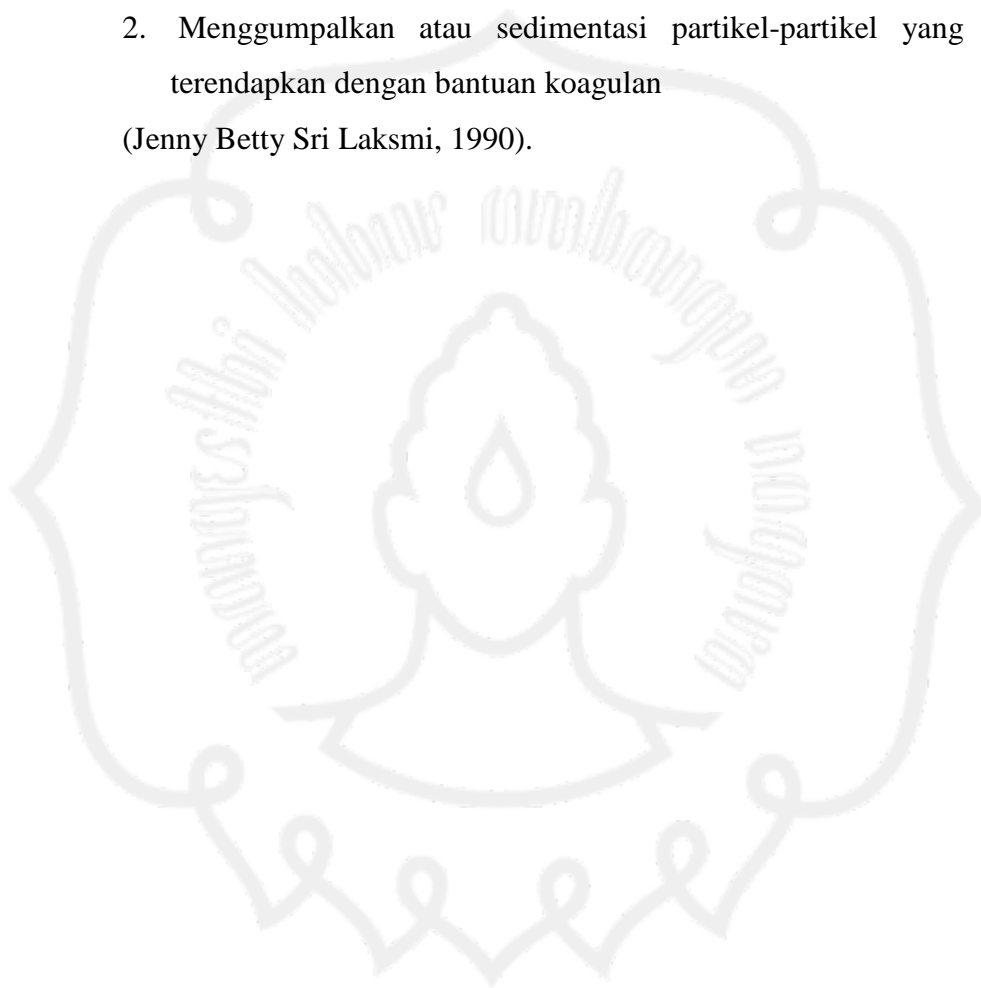 2. Menggumpalkan atau sedimentasi partikel-partikel yang
terendapkan dengan bantuan koagulan
(Jenny Betty Sri Laksmi, 1990).